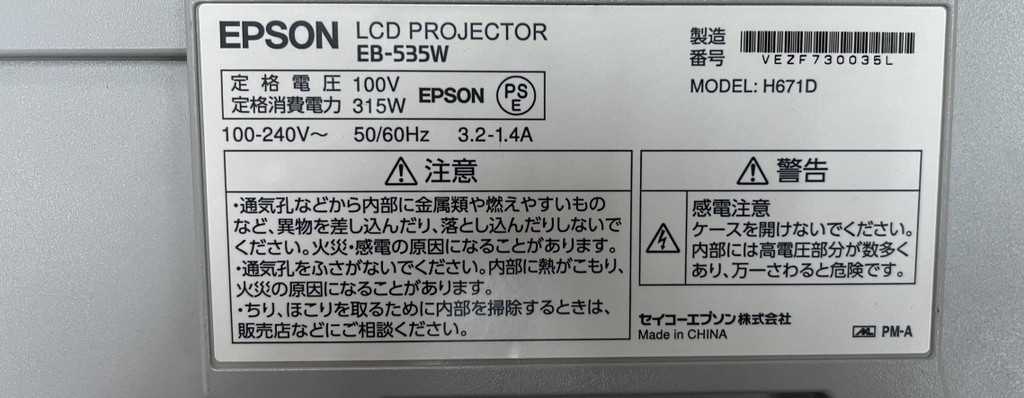 EPSON LCD PROJECTOR
EB-535W
定格電圧 100V
定格消費電力 315W
EPSON
PS
E
100-240V～ 50/60Hz 3.2-1.4A
製造
番号
VEZF730035L
MODEL: H671D
注意
・通気孔などから内部に金属類や燃えやすいもの
など、異物を差し込んだり、落とし込んだりしないで
ください。火災・感電の原因になることがあります。
・通気孔をふさがないでください。内部に熱がこもり、
火災の原因になることがあります。
・ちり、ほこりを取るために内部を掃除するときは、
販売店などにご相談ください。
警告
感電注意
ケースを開けないでください。
内部には高電圧部分が数多く
あり、万一さわると危険です。
セイコーエプソン株式会社
Made in CHINA
PM-A